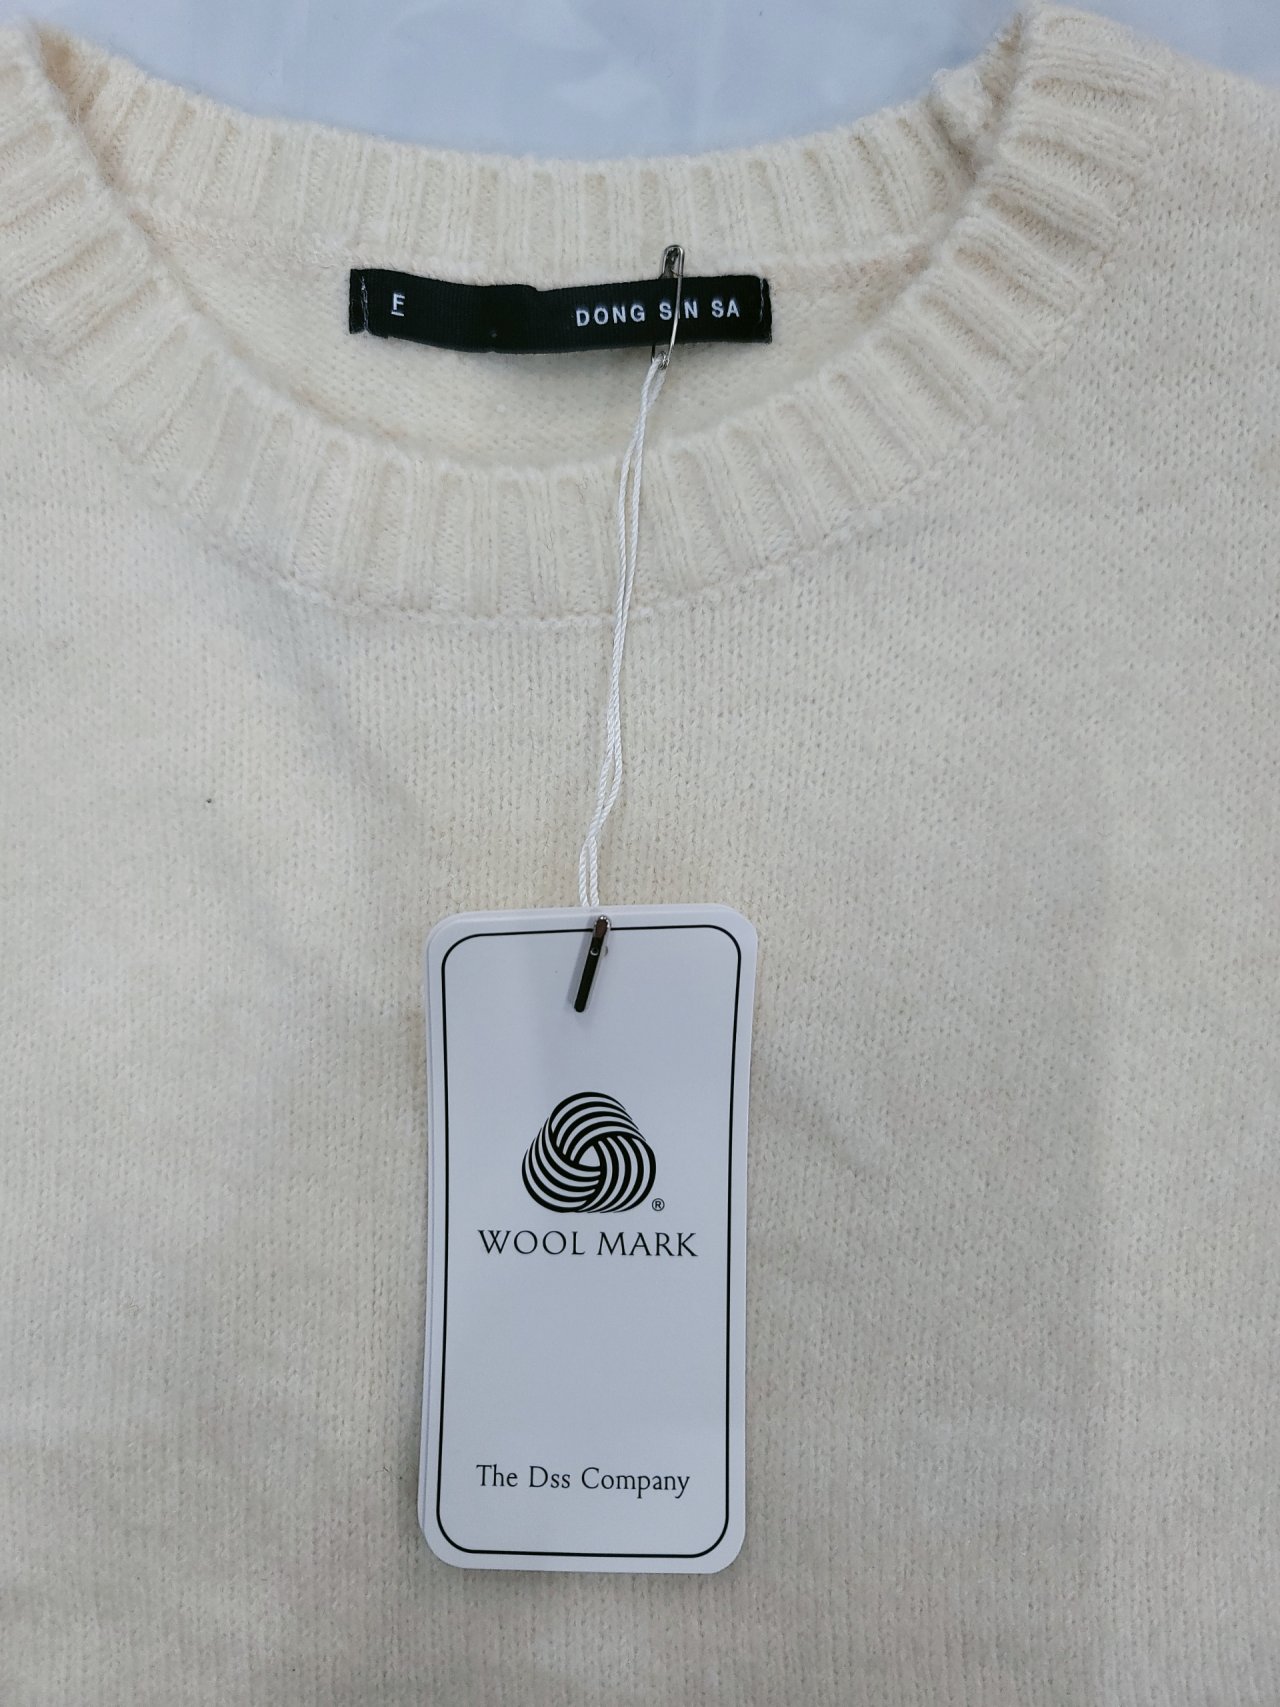 F
DONG SIN SA
®
WOOL MARK
The Dss Company